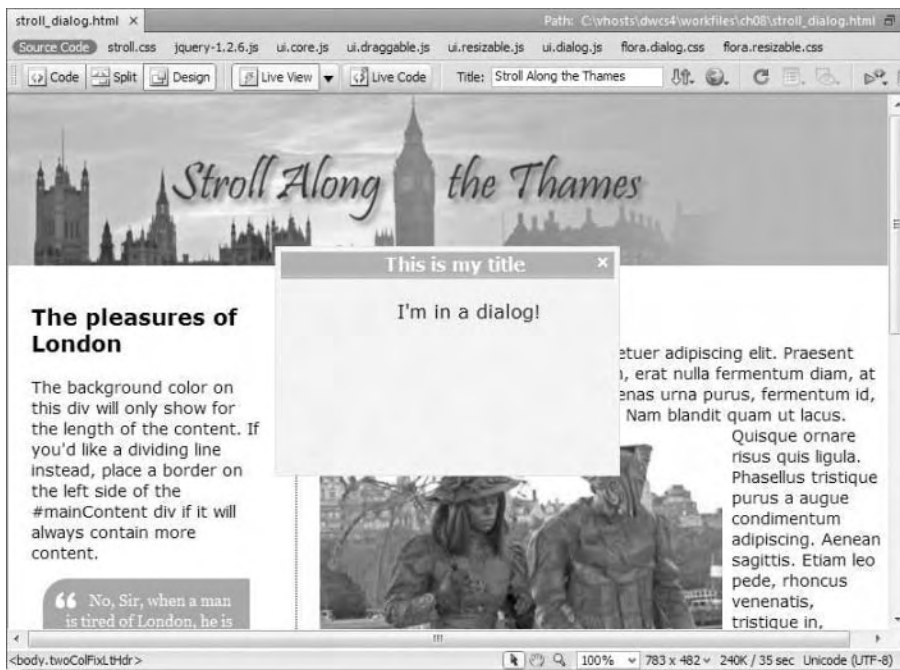 stroll_dialog.html ×
Path: C:\vhosts\dwcs4\workfiles\ch08\stroll_dialog.html
Source Code stroll.css jquery-1.2.6.js ui.core.js ui.draggable.js ui.resizable.js ui.dialog.js flora.dialog.css flora.resizable.css
Code Split Design Live View Live Code Title: Stroll Along the Thames
Stroll Along the Thames
This is my title ×
I'm in a dialog!
The pleasures of
London
The background color on
this div will only show for
the length of the content. If
you'd like a dividing line
instead, place a border on
the left side of the
#mainContent div if it will
always contain more
content.
“ No, Sir, when a man
is tired of London, he is
etuer adipiscing elit. Praesent
, erat nulla fermentum diam, at
enas urna purus, fermentum id,
Nam blandit quam ut lacus.
Quisque ornare
risus quis ligula.
Phasellus tristique
purus a augue
condimentum
adipiscing. Aenean
sagittis. Etiam leo
pede, rhoncus
venenatis,
tristique in,
<body.twoColFixLtHdr> 100% 783 x 482 240K / 35 sec Unicode (UTF-8)